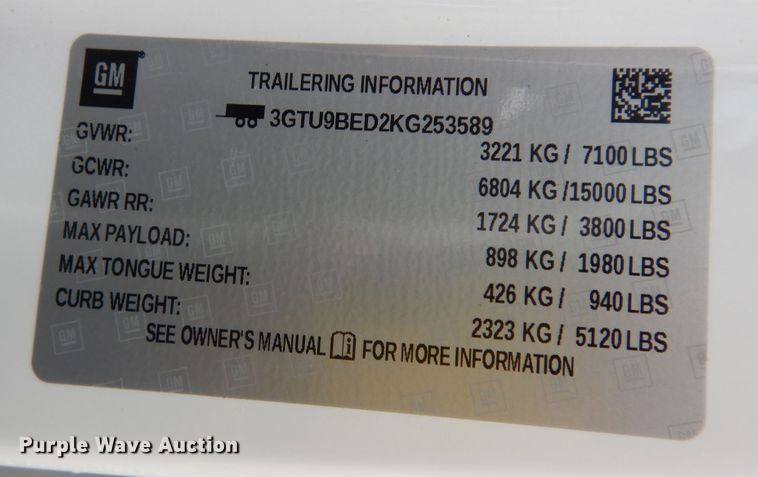 GM
TRAILERING INFORMATION
3GTU9BED2KG253589
GVWR: 3221 KG / 7100 LBS
GCWR: 6804 KG /15000 LBS
GAWR RR: 1724 KG / 3800 LBS
MAX PAYLOAD: 898 KG / 1980 LBS
MAX TONGUE WEIGHT: 426 KG / 940 LBS
CURB WEIGHT: 2323 KG / 5120 LBS
SEE OWNER'S MANUAL i FOR MORE INFORMATION
Purple Wave Auction